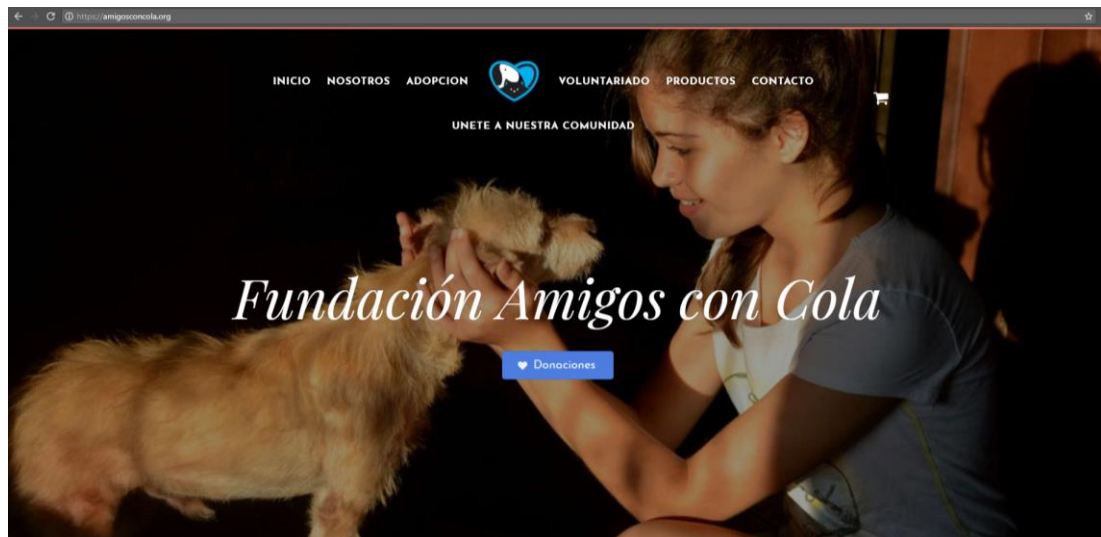 https://amigosconcola.org
INICIO NOSOTROS ADOPCION VOLUNTARIADO PRODUCTOS CONTACTO
UNETE A NUESTRA COMUNIDAD
Fundación Amigos con Cola
Donaciones